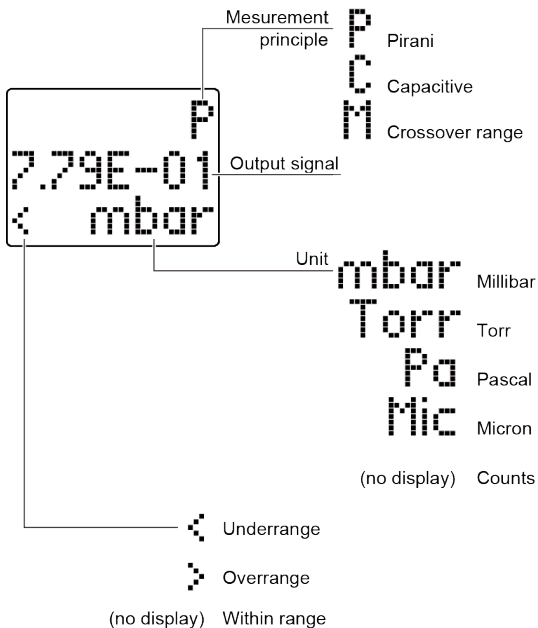 Mesurement
principle
P Pirani
C Capacitive
M Crossover range
P
7.79E-01
< mbar
Output signal
Unit
mbar Millibar
Torr Torr
Pa Pascal
Mic Micron
(no display) Counts
< Underrange
> Overrange
(no display) Within range